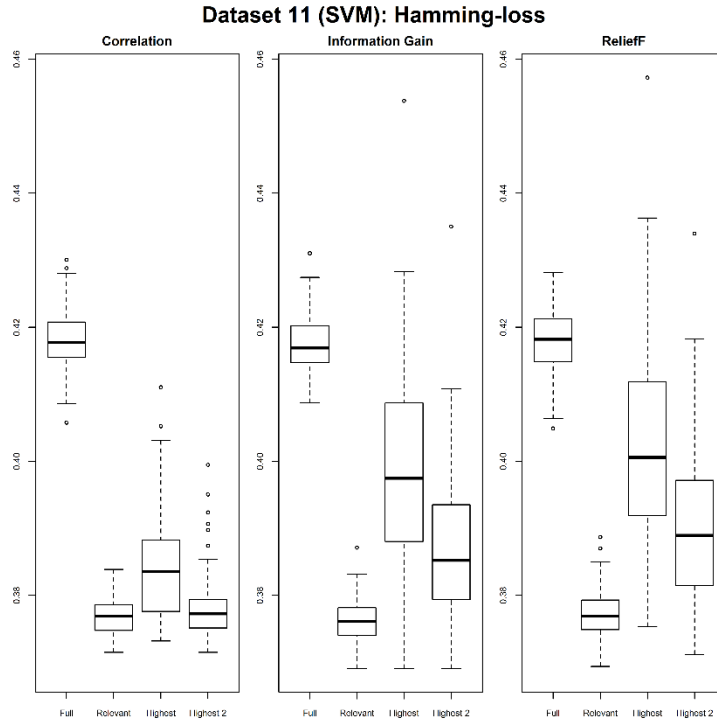 Dataset 11 (SVM): Hamming-loss
Correlation
0.46
0.44
0.42
0.40
0.38
Full Relevant Highest Highest 2
Information Gain
0.46
0.44
0.42
0.40
0.38
Full Relevant Highest Highest 2
ReliefF
0.46
0.44
0.42
0.40
0.38
Full Relevant Highest Highest 2